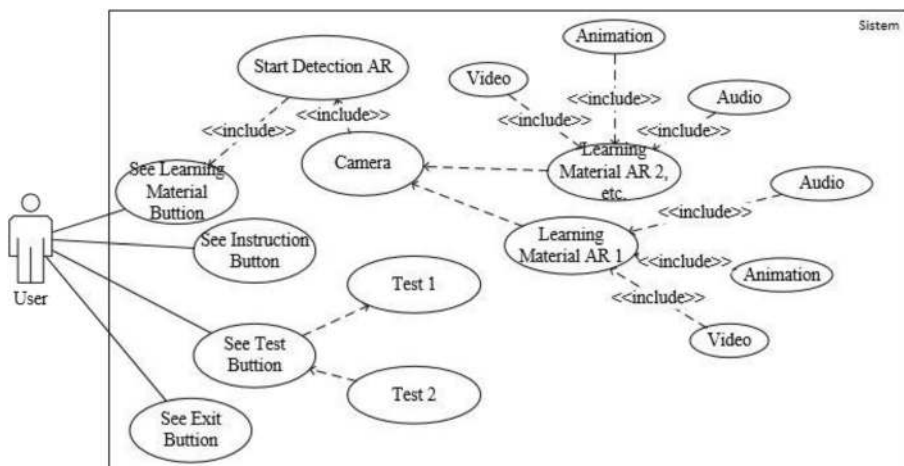 Sistem
Animation
Start Detection AR
Video
<<include>>
Audio
<<include>>
<<include>>
<<include>>
<<include>>
Camera
Learning
Material AR 2,
etc.
See Learning
Material
Buttion
Audio
<<include>>
See Instruction
Button
Learning
Material AR 1
<<include>>
Animation
User
Test 1
<<include>>
See Test
Buttion
Video
Test 2
See Exit
Buttion